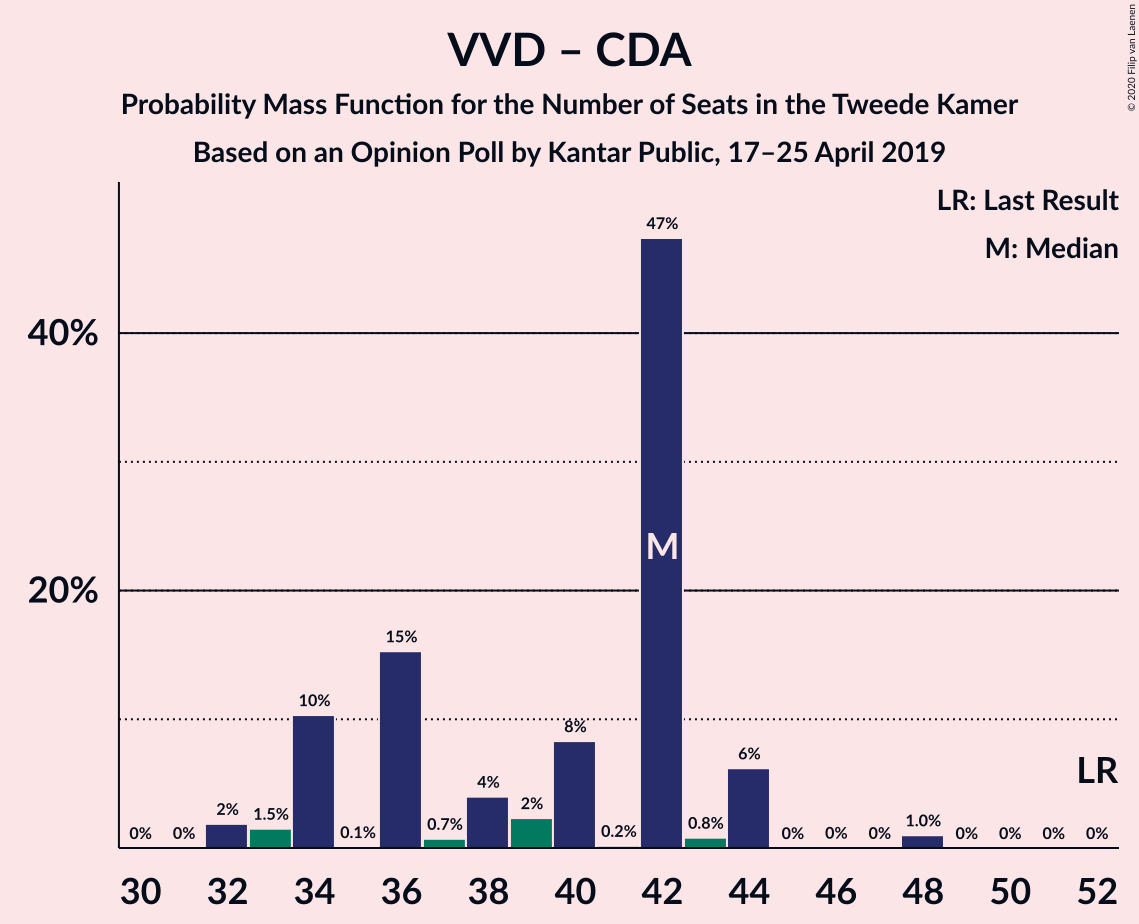 VVD – CDA
Probability Mass Function for the Number of Seats in the Tweede Kamer
Based on an Opinion Poll by Kantar Public, 17–25 April 2019
© 2020 Filip van Laenen
LR: Last Result
M: Median
40%
20%
0%
0%
2%
1.5%
10%
0.1%
15%
0.7%
4%
2%
8%
0.2%
47%
M
0.8%
6%
0%
0%
0%
1.0%
0%
0%
0%
0%
LR
30 32 34 36 38 40 42 44 46 48 50 52